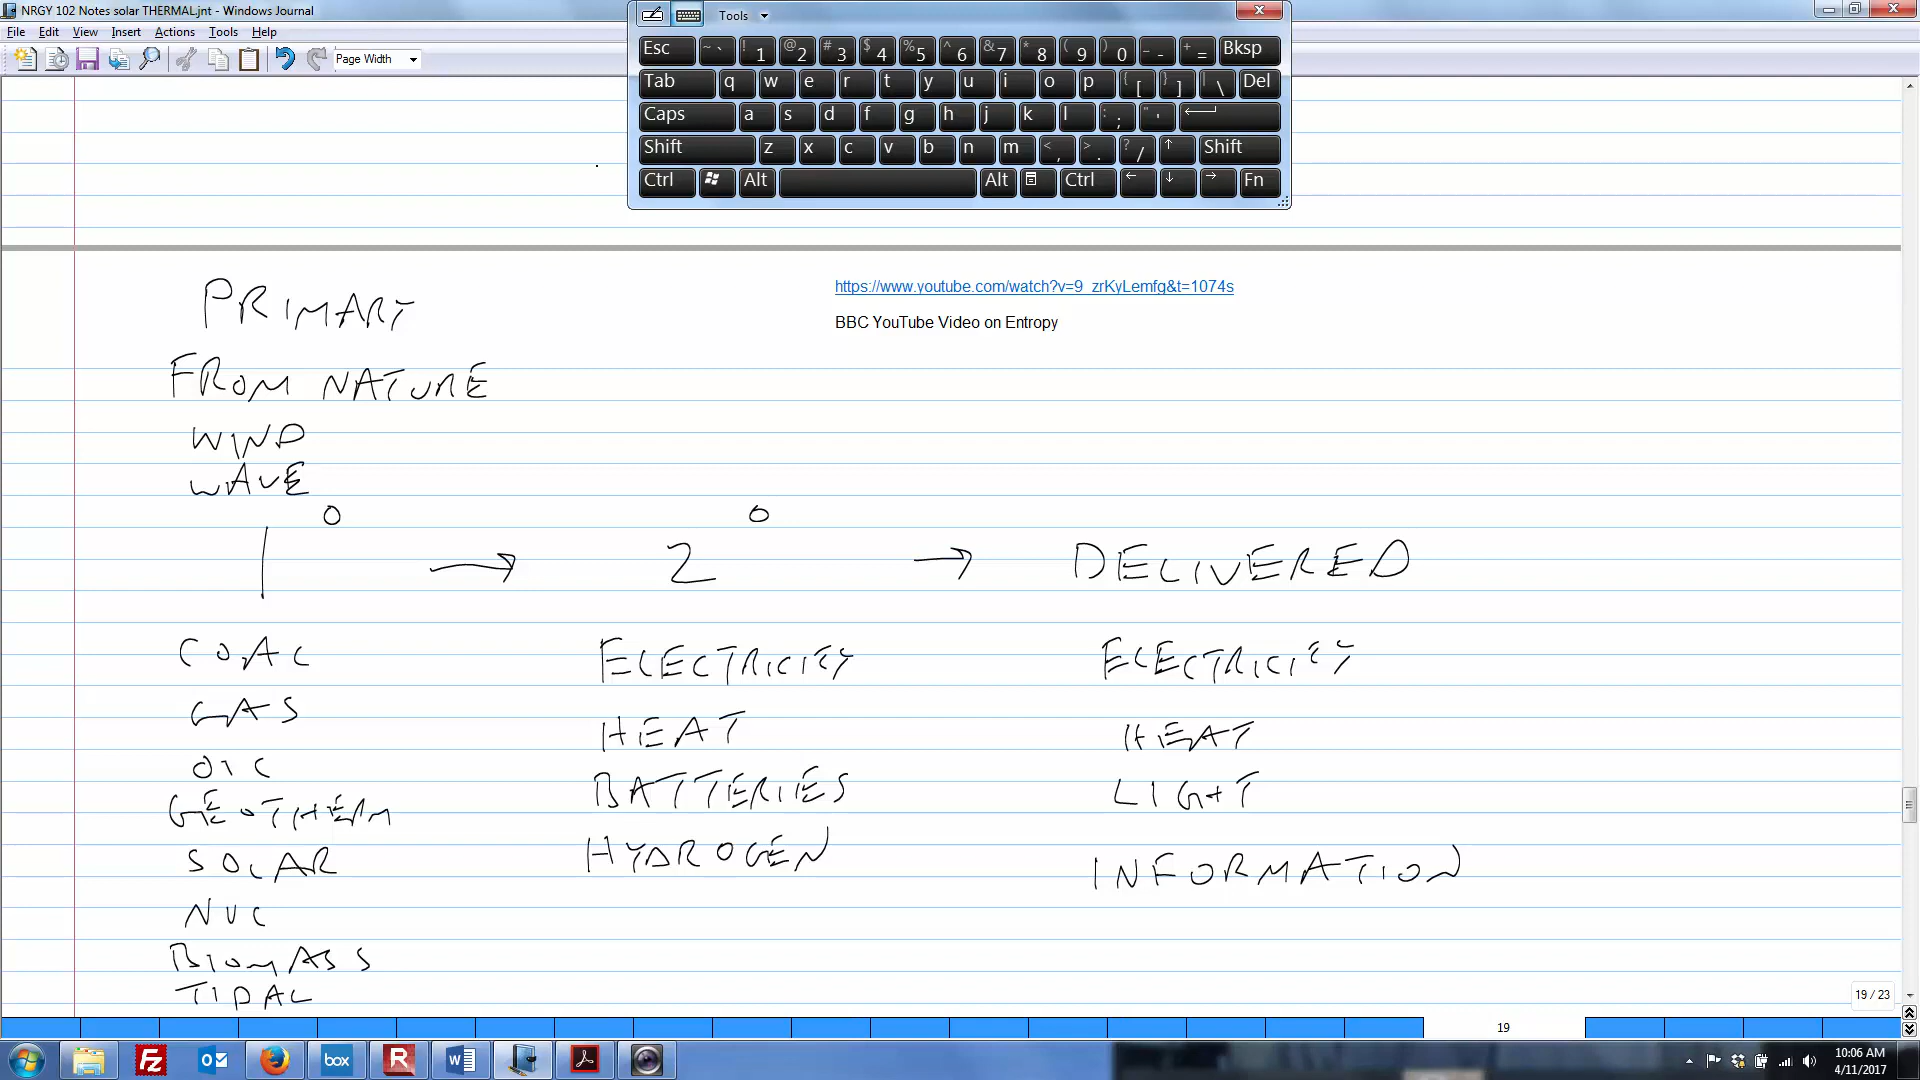 NRGY 102 Notes solar THERMAL.jnt - Windows Journal
File Edit View Insert Actions Tools Help
Page Width
Tools
Esc ~ ` ! 1 @ 2 # 3 $ 4 % 5 ^ 6 & 7 * 8 ( 9 ) 0 _ - + = Bksp
Tab q w e r t y u i o p { [ } ] | \ Del
Caps a s d f g h j k l : ; " '
Shift z x c v b n m < , > . ? / ↑ Shift
Ctrl Alt Alt Ctrl ← ↓ → Fn
https://www.youtube.com/watch?v=9_zrKyLemfg&t=1074s
BBC YouTube Video on Entropy
PRIMARY
FROM NATURE
WIND
WAVE
1° → 2° → DELIVERED
COAL ELECTRICITY ELECTRICITY
GAS HEAT HEAT
OIL BATTERIES LIGHT
GEOTHERM HYDROGEN INFORMATION
SOLAR
NUC
BIOMASS
TIDAL
19 / 23
19
Fz
box
R
W
10:06 AM
4/11/2017